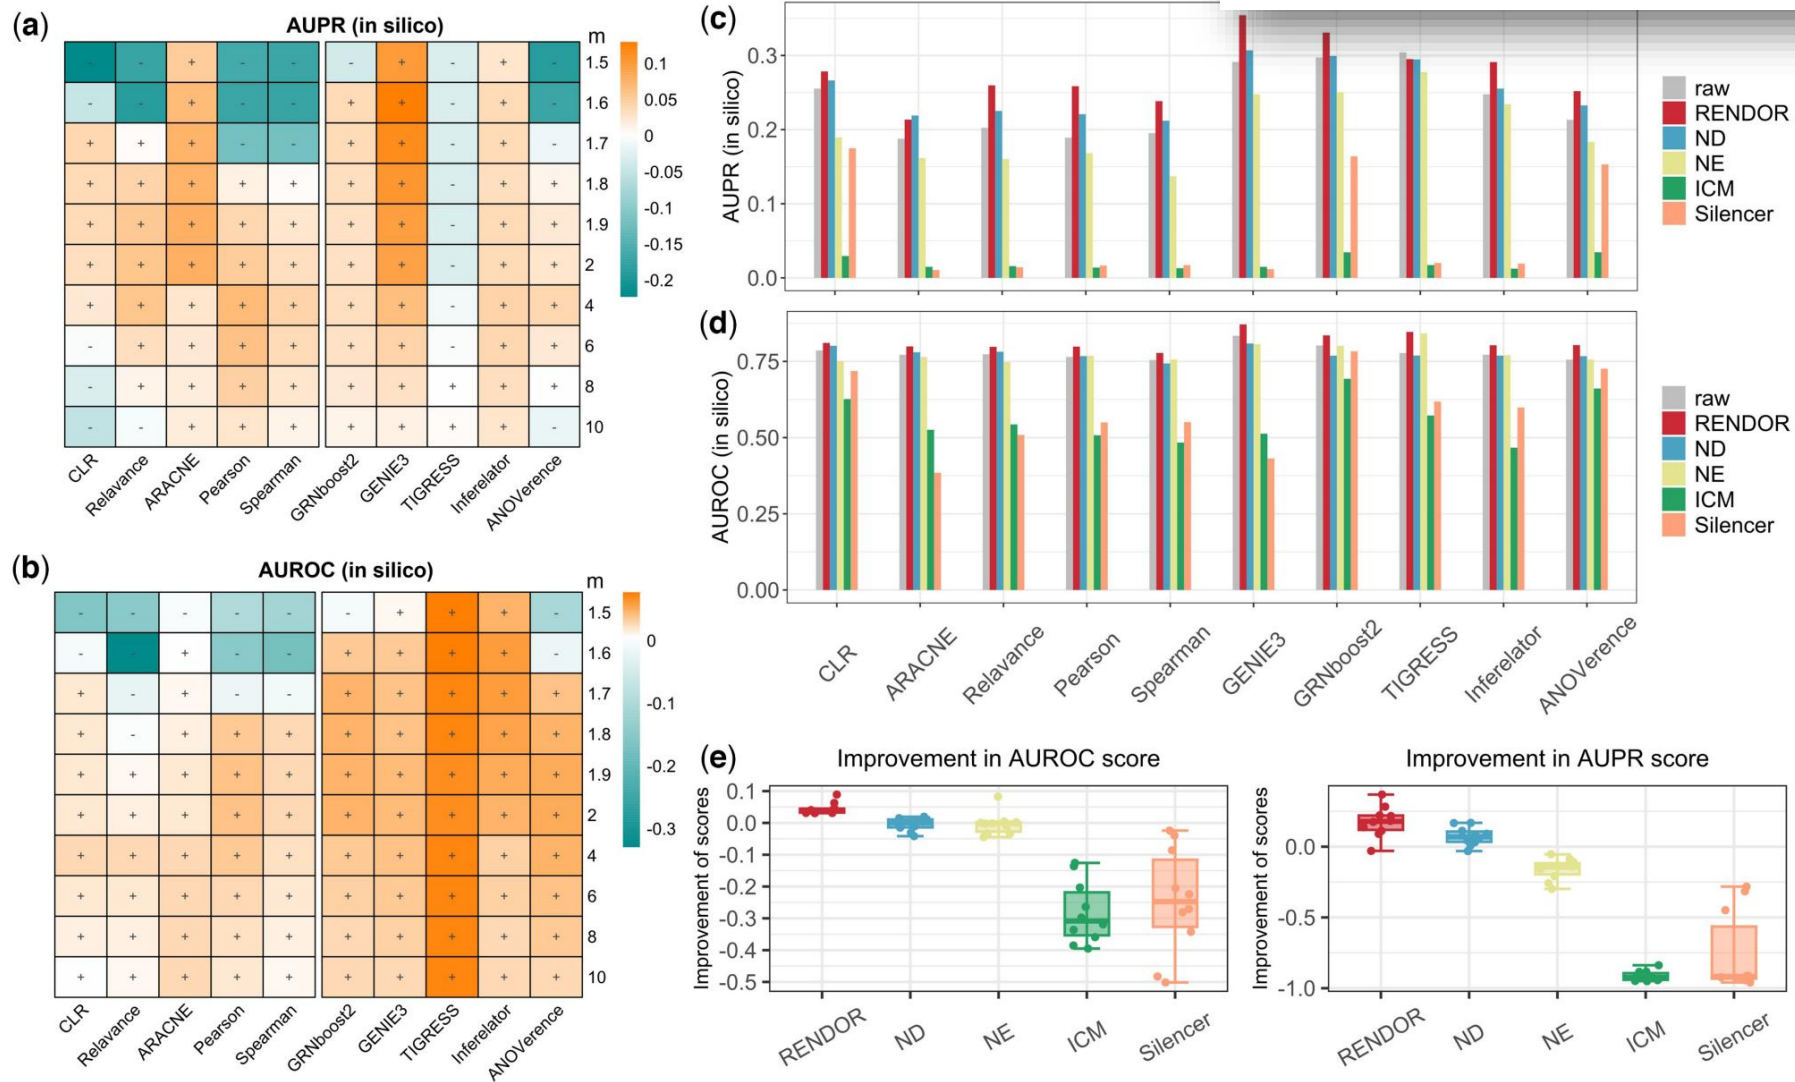 (a)
AUPR (in silico)
m
- - + - - - + - + - 1.5
- - + - - + + - + - 1.6
+ + + - - + + - + - 1.7
+ + + + + + + - + + 1.8
+ + + + + + + - + + 1.9
+ + + + + + + - + + 2
+ + + + + + + - + + 4
- + + + + + + - + + 6
- + + + + + + + + + 8
- - + + + + + + + - 10
0.1
0.05
0
-0.05
-0.1
-0.15
-0.2
CLR Relavance ARACNE Pearson Spearman GRNboost2 GENIE3 TIGRESS Inferelator ANOVerence
(b)
AUROC (in silico)
m
- - - - - - + + + - 1.5
- - + - - + + + + - 1.6
+ - + - - + + + + + 1.7
+ - + + + + + + + + 1.8
+ + + + + + + + + + 1.9
+ + + + + + + + + + 2
+ + + + + + + + + + 4
+ + + + + + + + + + 6
+ + + + + + + + + + 8
+ + + + + + + + + + 10
0
-0.1
-0.2
-0.3
CLR Relavance ARACNE Pearson Spearman GRNboost2 GENIE3 TIGRESS Inferelator ANOVerence
(c)
AUPR (in silico)
0.3
0.2
0.1
0.0
raw
RENDOR
ND
NE
ICM
Silencer
(d)
AUROC (in silico)
0.75
0.50
0.25
0.00
raw
RENDOR
ND
NE
ICM
Silencer
CLR ARACNE Relavance Pearson Spearman GENIE3 GRNboost2 TIGRESS Inferelator ANOVerence
(e)
Improvement in AUROC score
Improvement of scores
0.1
0.0
-0.1
-0.2
-0.3
-0.4
-0.5
RENDOR ND NE ICM Silencer
Improvement in AUPR score
Improvement of scores
0.0
-0.5
-1.0
RENDOR ND NE ICM Silencer